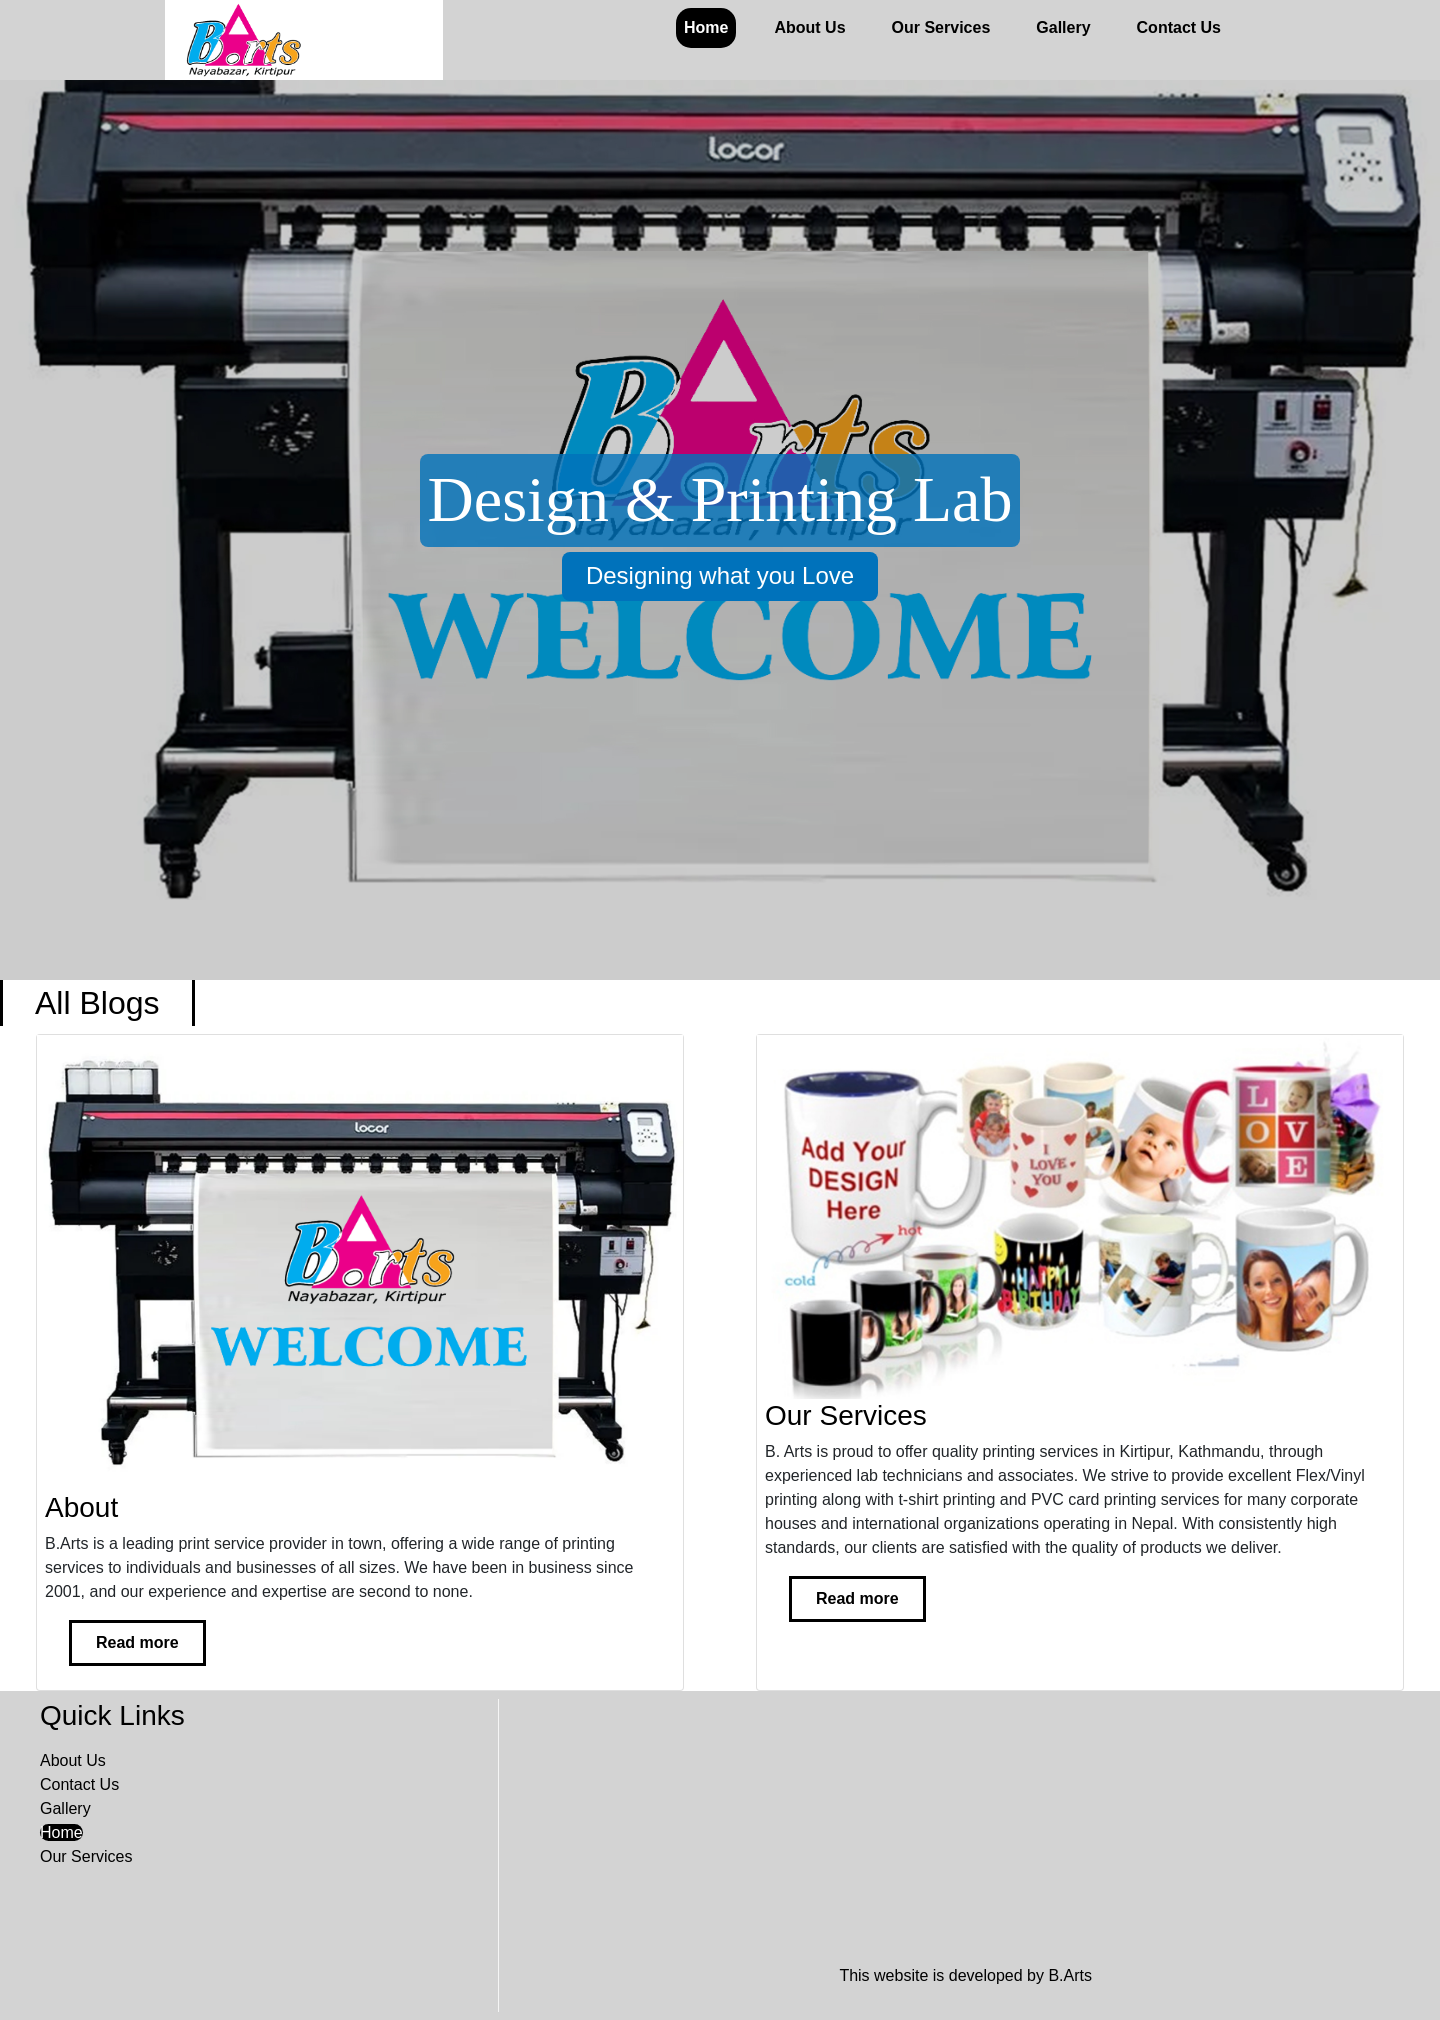 B.Arts
Nayabazar, Kirtipur
Home
About Us
Our Services
Gallery
Contact Us
locor
B.Arts
Nayabazar, Kirtipur
Design & Printing Lab
Designing what you Love
WELCOME
All Blogs
locor
B.Arts
Nayabazar, Kirtipur
WELCOME
About
B.Arts is a leading print service provider in town, offering a wide range of printing
services to individuals and businesses of all sizes. We have been in business since
2001, and our experience and expertise are second to none.
Read more
Add Your
DESIGN
Here
hot
cold
I
LOVE
YOU
L
O V
E
HAPPY
BIRTHDAY
Our Services
B. Arts is proud to offer quality printing services in Kirtipur, Kathmandu, through
experienced lab technicians and associates. We strive to provide excellent Flex/Vinyl
printing along with t-shirt printing and PVC card printing services for many corporate
houses and international organizations operating in Nepal. With consistently high
standards, our clients are satisfied with the quality of products we deliver.
Read more
Quick Links
About Us
Contact Us
Gallery
Home
Our Services
This website is developed by B.Arts